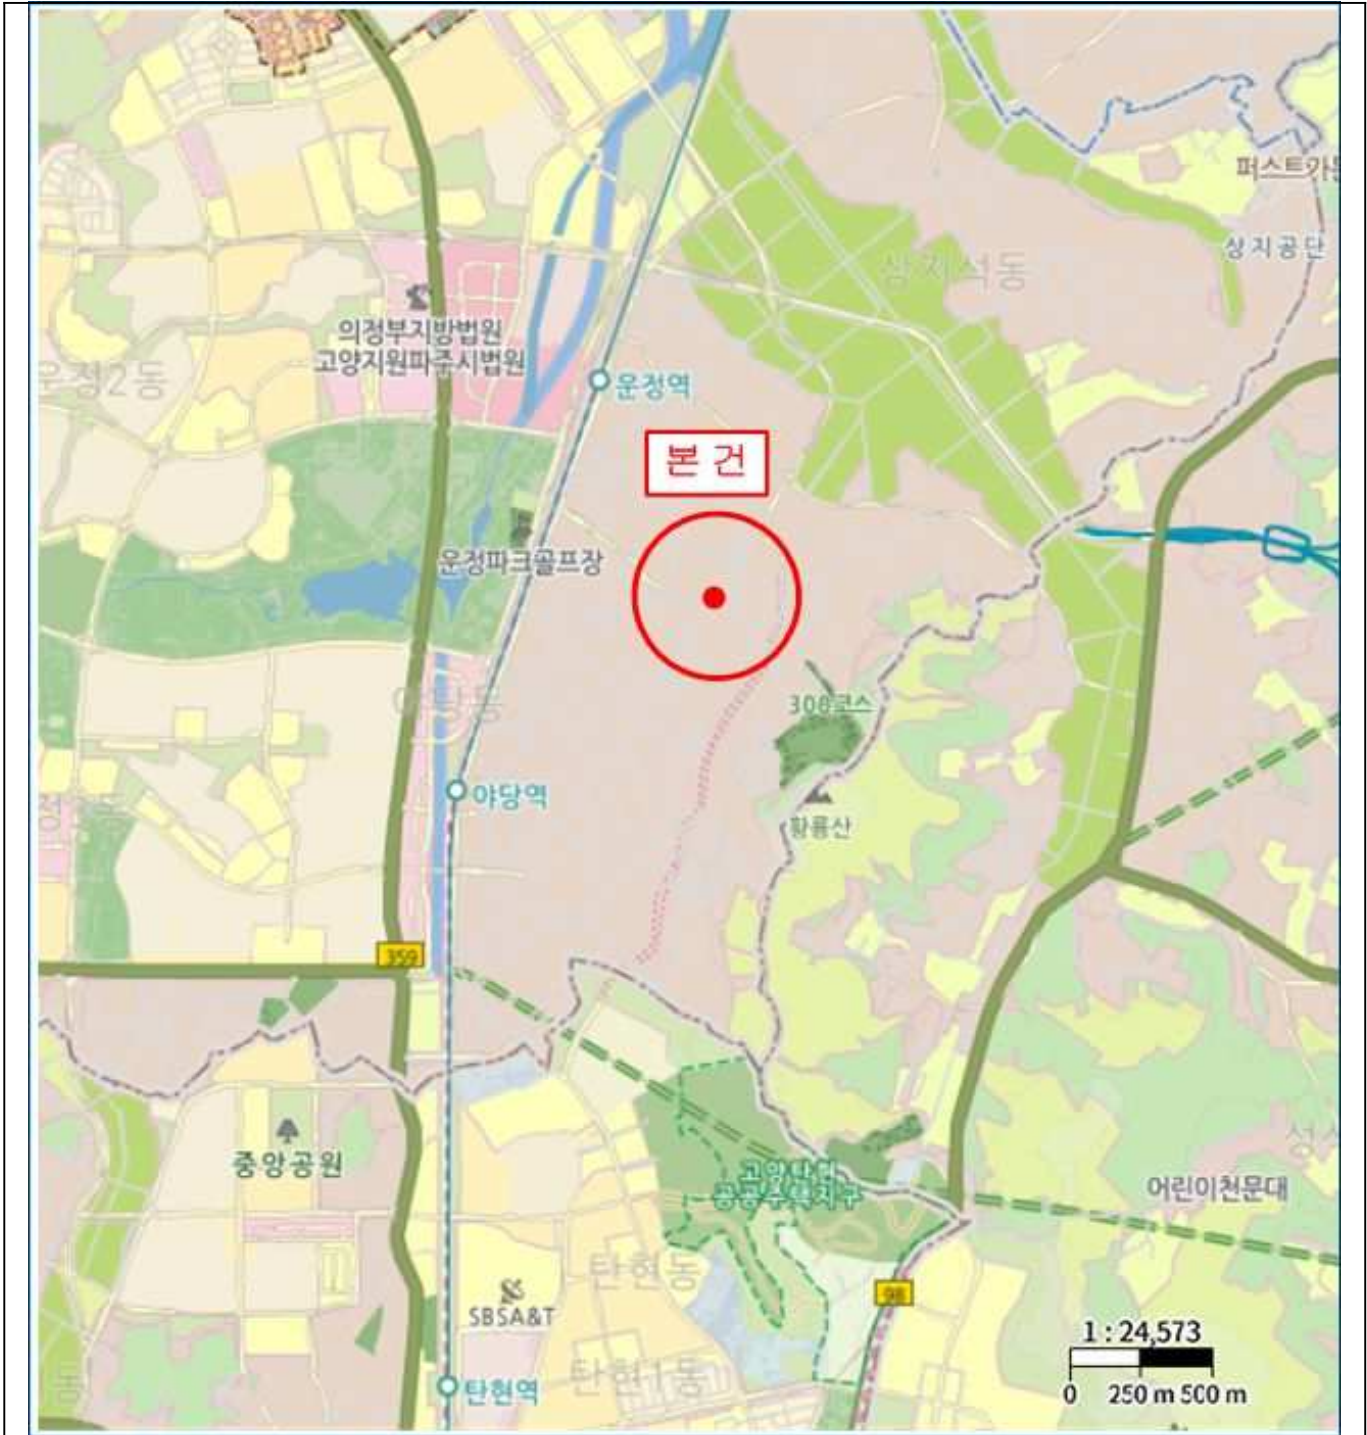 퍼스트가
상지공단
상지석동
의정부지방법원
고양지원파주시법원
운정2동
운정역
본 건
운정파크골프장
308코스
야당동
야당역
황룡산
359
중앙공원
고양탄현
공공주택지구
어린이천문대
탄현동
98
SBSA&T
1 : 24,573
탄현1동
탄현역
0 250 m 500 m